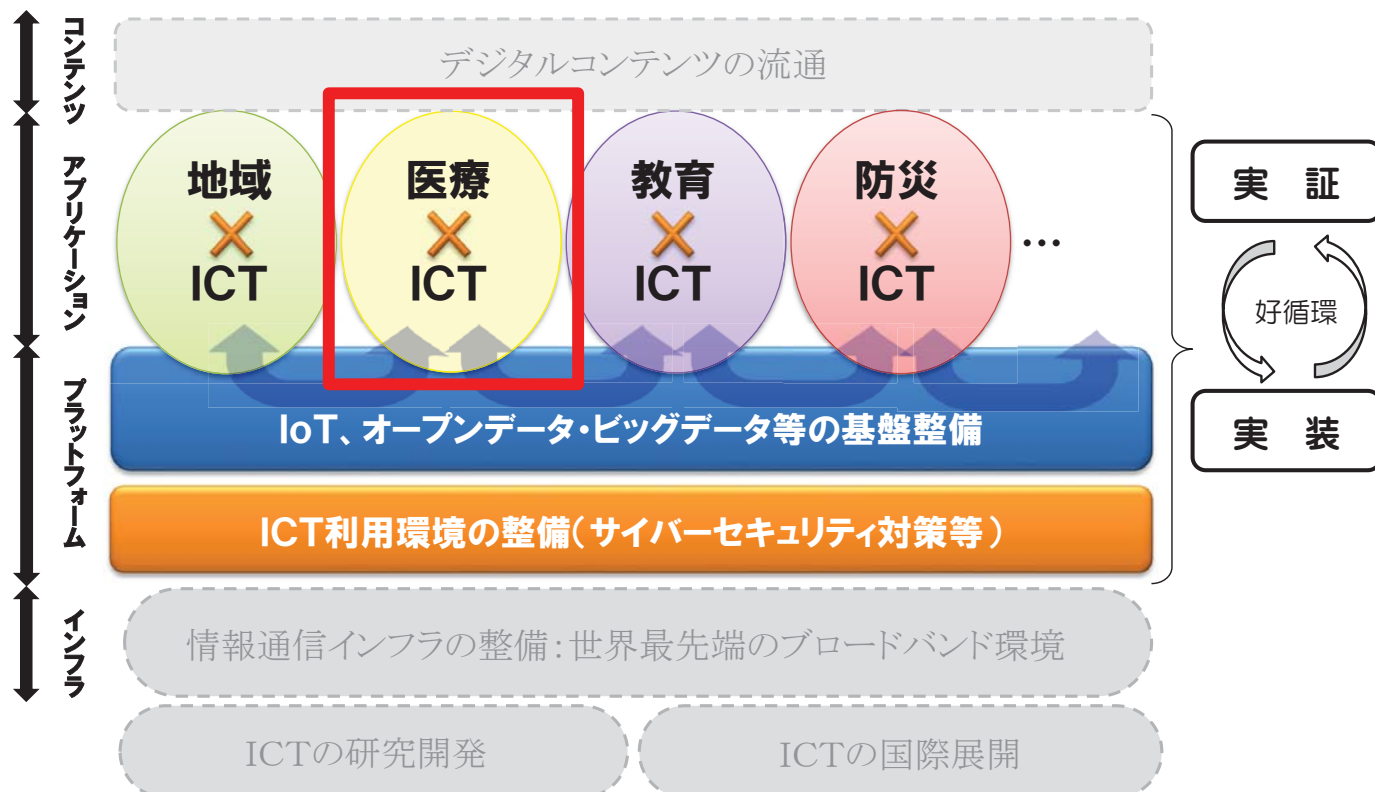 コンテンツ
デジタルコンテンツの流通
アプリケーション
地域
×
ICT
医療
×
ICT
教育
×
ICT
防災
×
ICT
…
プラットフォーム
IoT、オープンデータ・ビッグデータ等の基盤整備
ICT利用環境の整備（サイバーセキュリティ対策等）
実 証
好循環
実 装
インフラ
情報通信インフラの整備：世界最先端のブロードバンド環境
ICTの研究開発
ICTの国際展開